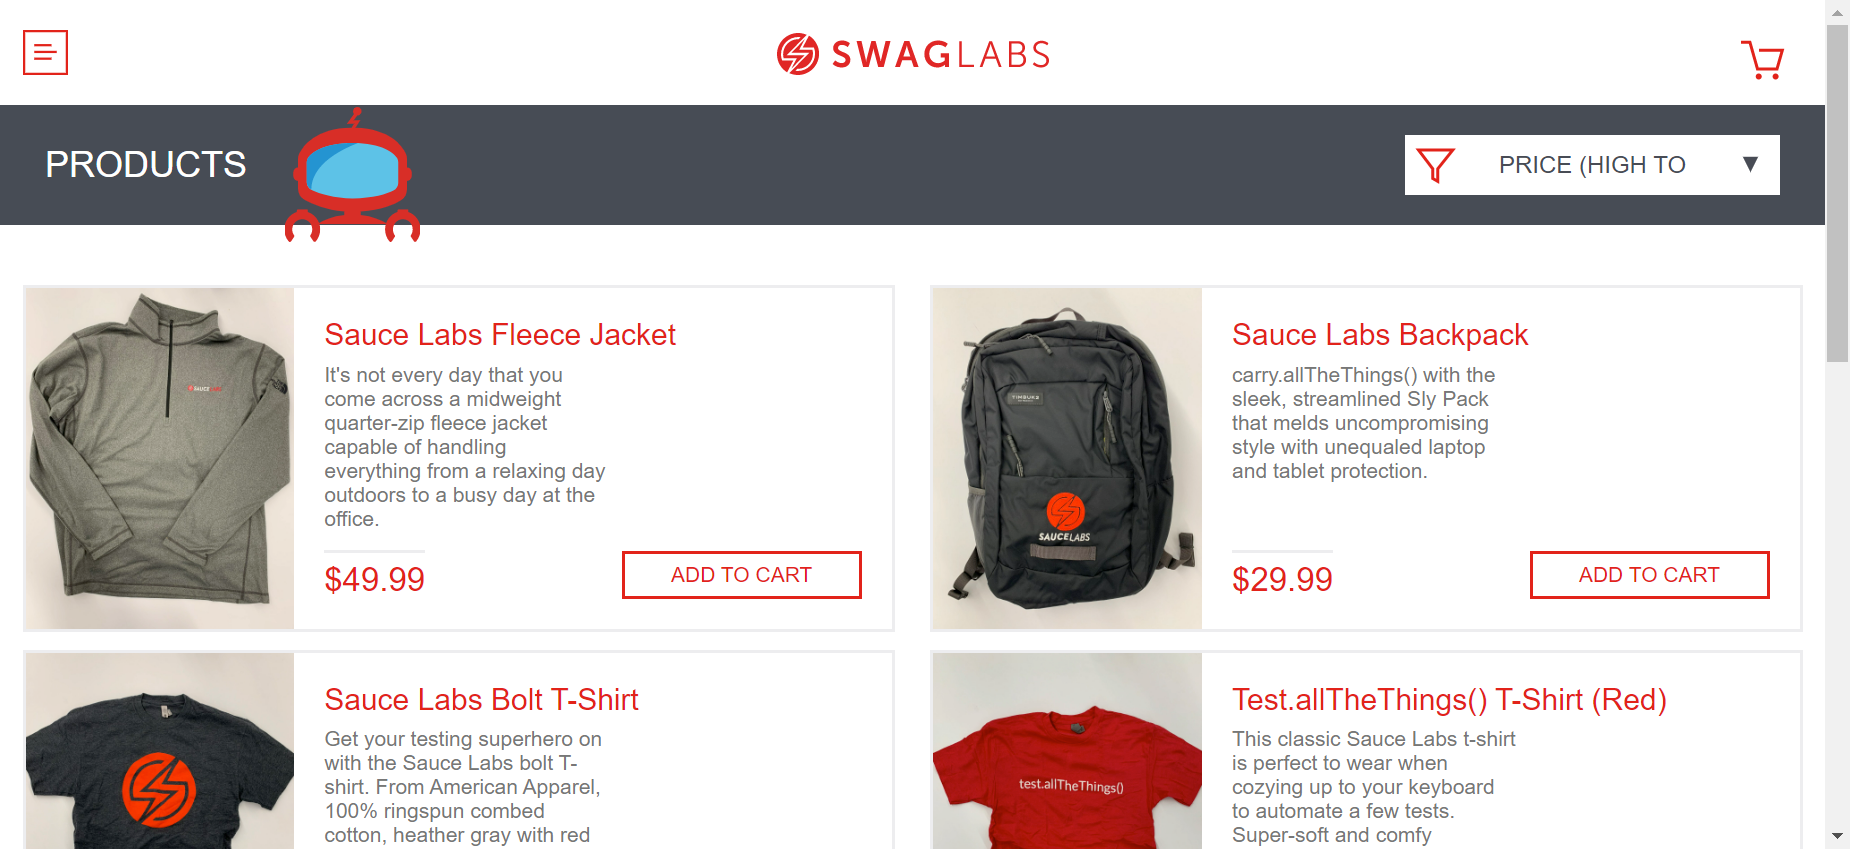 SWAGLABS
PRODUCTS
PRICE (HIGH TO
Sauce Labs Fleece Jacket
It's not every day that you
come across a midweight
quarter-zip fleece jacket
capable of handling
everything from a relaxing day
outdoors to a busy day at the
office.
$49.99
ADD TO CART
SAUCELABS
Sauce Labs Backpack
carry.allTheThings() with the
sleek, streamlined Sly Pack
that melds uncompromising
style with unequaled laptop
and tablet protection.
$29.99
ADD TO CART
TIMBUK2
SAUCELABS
Sauce Labs Bolt T-Shirt
Get your testing superhero on
with the Sauce Labs bolt T-
shirt. From American Apparel,
100% ringspun combed
cotton, heather gray with red
Test.allTheThings() T-Shirt (Red)
This classic Sauce Labs t-shirt
is perfect to wear when
cozying up to your keyboard
to automate a few tests.
Super-soft and comfy
test.allTheThings()